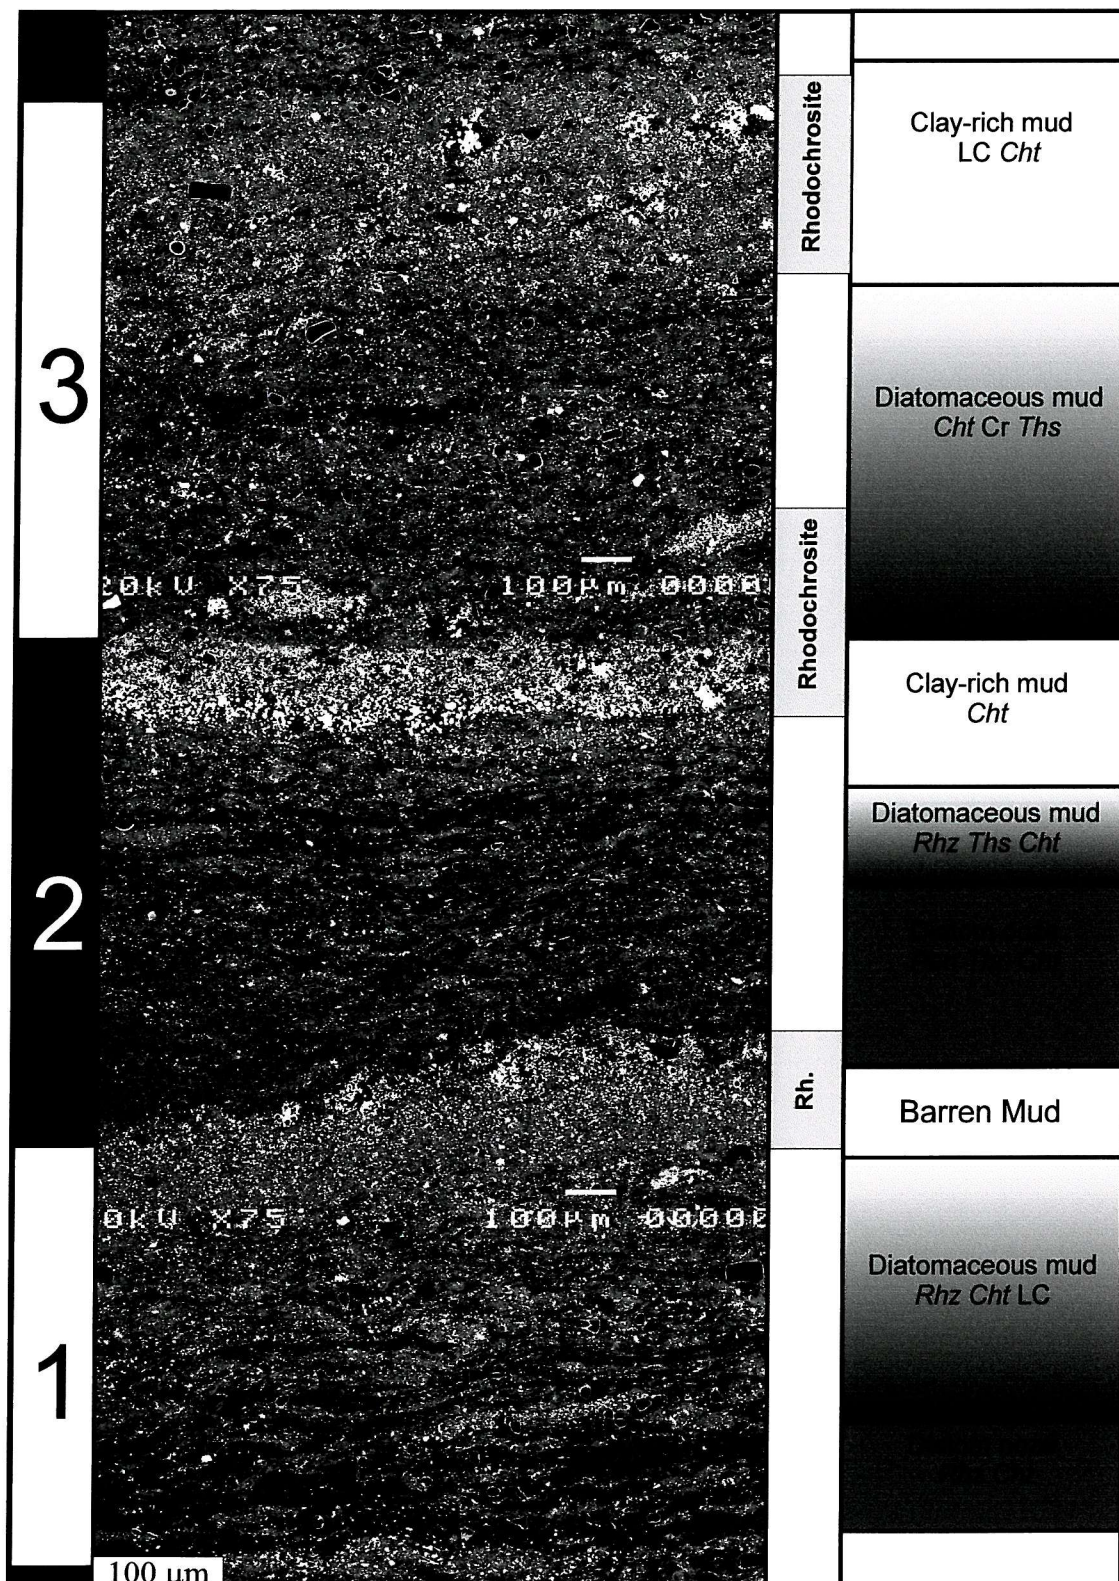 Rhodochrosite
Clay-rich mud
LC Cht
3
Diatomaceous mud
Cht Cr Ths
Rhodochrosite
20kV X75 100µm 0000
Clay-rich mud
Cht
Diatomaceous mud
Rhz Ths Cht
2
Rh.
Barren Mud
0kV X75 100µm 0000
Diatomaceous mud
Rhz Cht LC
1
100 µm